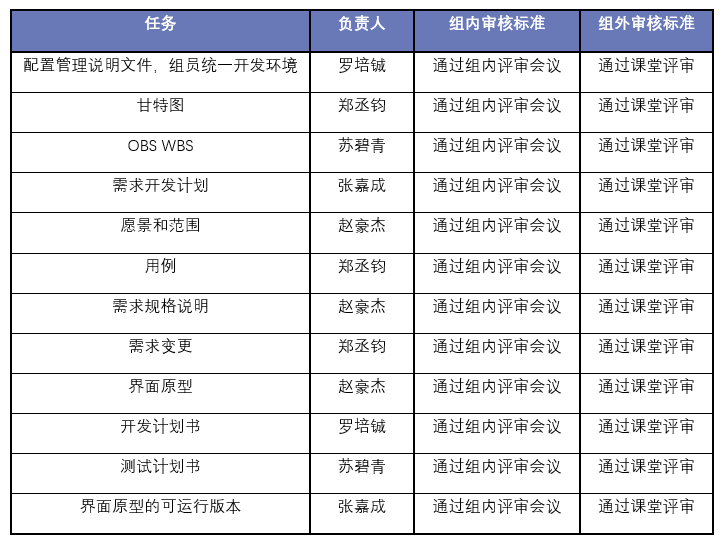 任务 负责人 组内审核标准 组外审核标准
配置管理说明文件，组员统一开发环境 罗培铖 通过组内评审会议 通过课堂评审
甘特图 郑丞钧 通过组内评审会议 通过课堂评审
OBS WBS 苏碧青 通过组内评审会议 通过课堂评审
需求开发计划 张嘉成 通过组内评审会议 通过课堂评审
愿景和范围 赵豪杰 通过组内评审会议 通过课堂评审
用例 郑丞钧 通过组内评审会议 通过课堂评审
需求规格说明 赵豪杰 通过组内评审会议 通过课堂评审
需求变更 郑丞钧 通过组内评审会议 通过课堂评审
界面原型 赵豪杰 通过组内评审会议 通过课堂评审
开发计划书 罗培铖 通过组内评审会议 通过课堂评审
测试计划书 苏碧青 通过组内评审会议 通过课堂评审
界面原型的可运行版本 张嘉成 通过组内评审会议 通过课堂评审